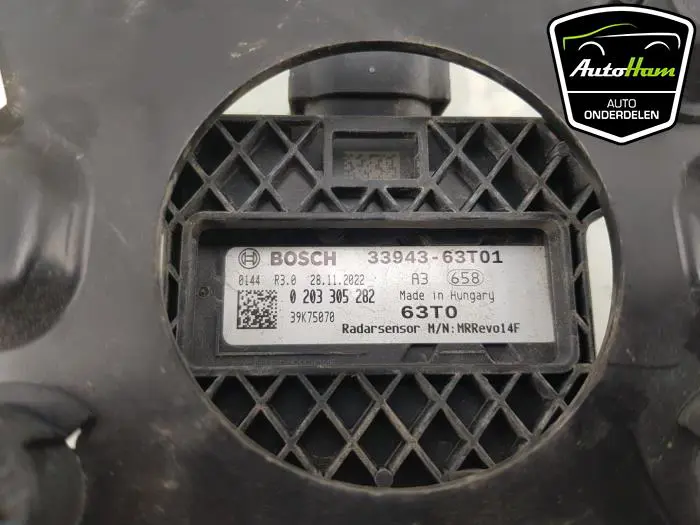 AutoHam
AUTO
ONDERDELEN
BOSCH 33943-63T01
0144 R3.0 28.11.2022 A3 658
0 203 305 282 Made in Hungary
39K75070 63T0
Radarsensor M/N:MRRevo14F